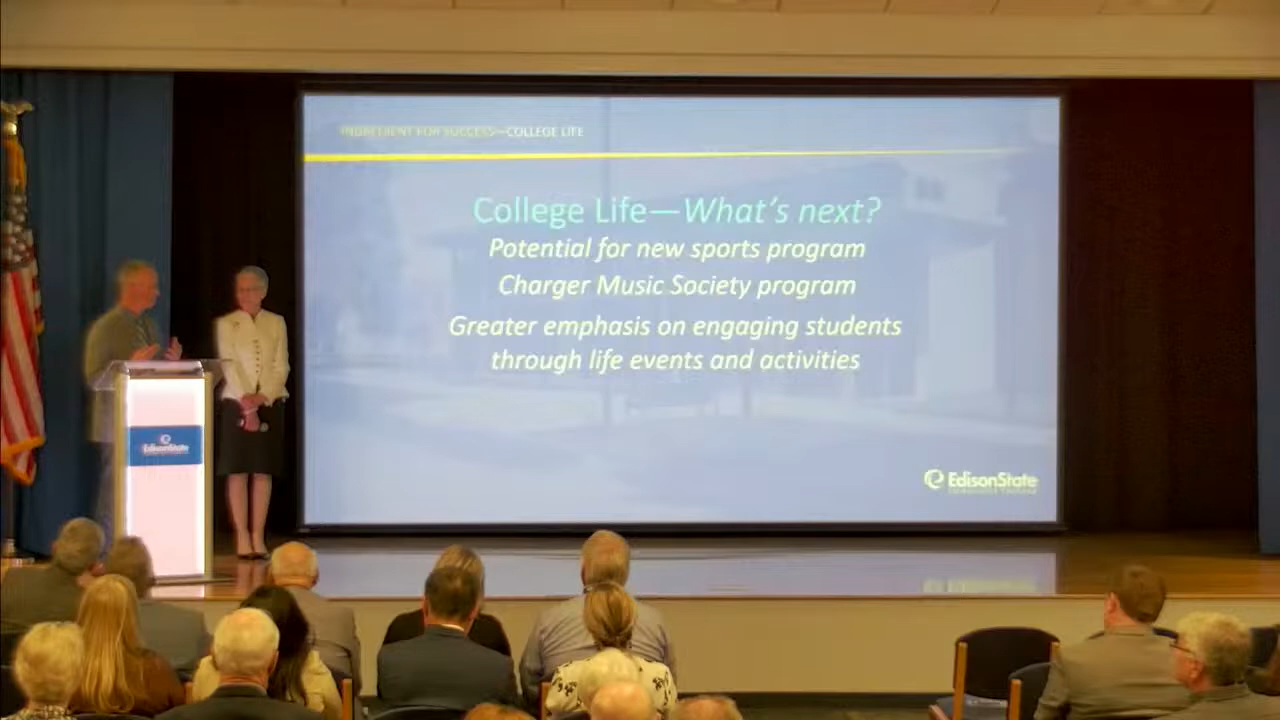 INGREDIENT FOR SUCCESS—COLLEGE LIFE
College Life—What's next?
Potential for new sports program
Charger Music Society program
Greater emphasis on engaging students
through life events and activities
EdisonState
EdisonState